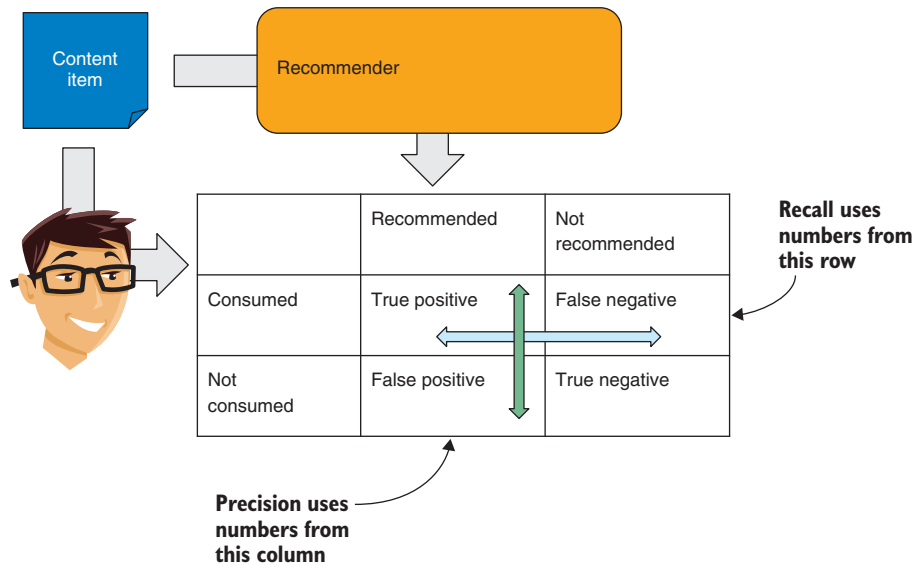 Content
item
Recommender
Recommended
Not
recommended
Recall uses
numbers from
this row
Consumed
True positive
False negative
Not
consumed
False positive
True negative
Precision uses
numbers from
this column